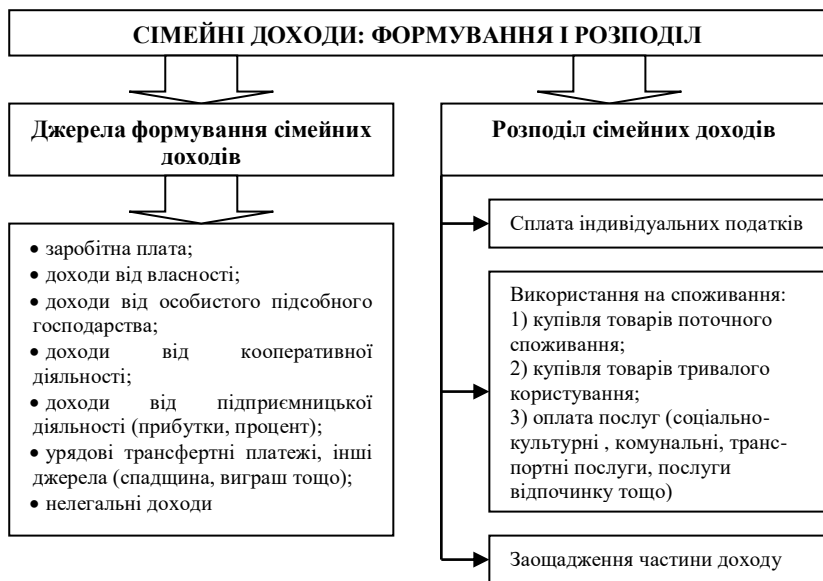 СІМЕЙНІ ДОХОДИ: ФОРМУВАННЯ І РОЗПОДІЛ
Джерела формування сімейних
доходів
• заробітна плата;
• доходи від власності;
• доходи від особистого підсобного
господарства;
• доходи від кооперативної
діяльності;
• доходи від підприємницької
діяльності (прибутки, процент);
• урядові трансфертні платежі, інші
джерела (спадщина, виграш тощо);
• нелегальні доходи
Розподіл сімейних доходів
Сплата індивідуальних податків
Використання на споживання:
1) купівля товарів поточного
споживання;
2) купівля товарів тривалого
користування;
3) оплата послуг (соціально-
культурні , комунальні, транс-
портні послуги, послуги
відпочинку тощо)
Заощадження частини доходу